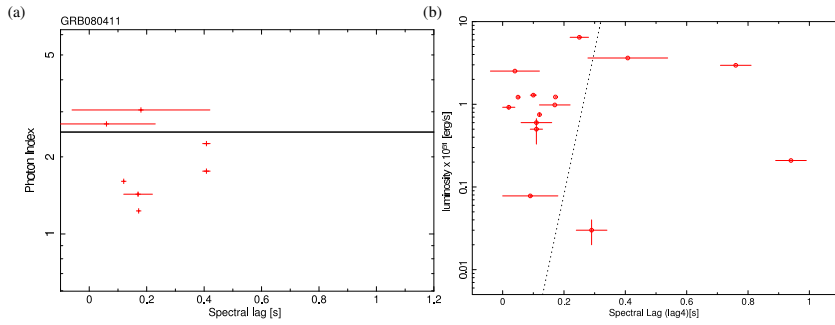 (a)
GRB080411
5
2
1
Photon Index
0
0.2
0.4
0.6
0.8
1
1.2
Spectral lag [s]
(b)
10
1
0.1
0.01
luminosity x 10⁵¹ [erg/s]
0
0.2
0.4
0.6
0.8
1
Spectral Lag (lag4)[s]